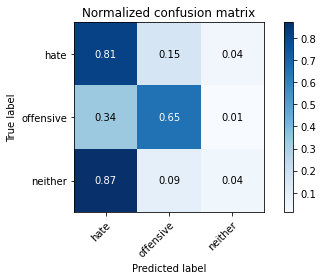 Normalized confusion matrix
True label
hate 0.81 0.15 0.04
offensive 0.34 0.65 0.01
neither 0.87 0.09 0.04
hate offensive neither
Predicted label
0.8
0.7
0.6
0.5
0.4
0.3
0.2
0.1